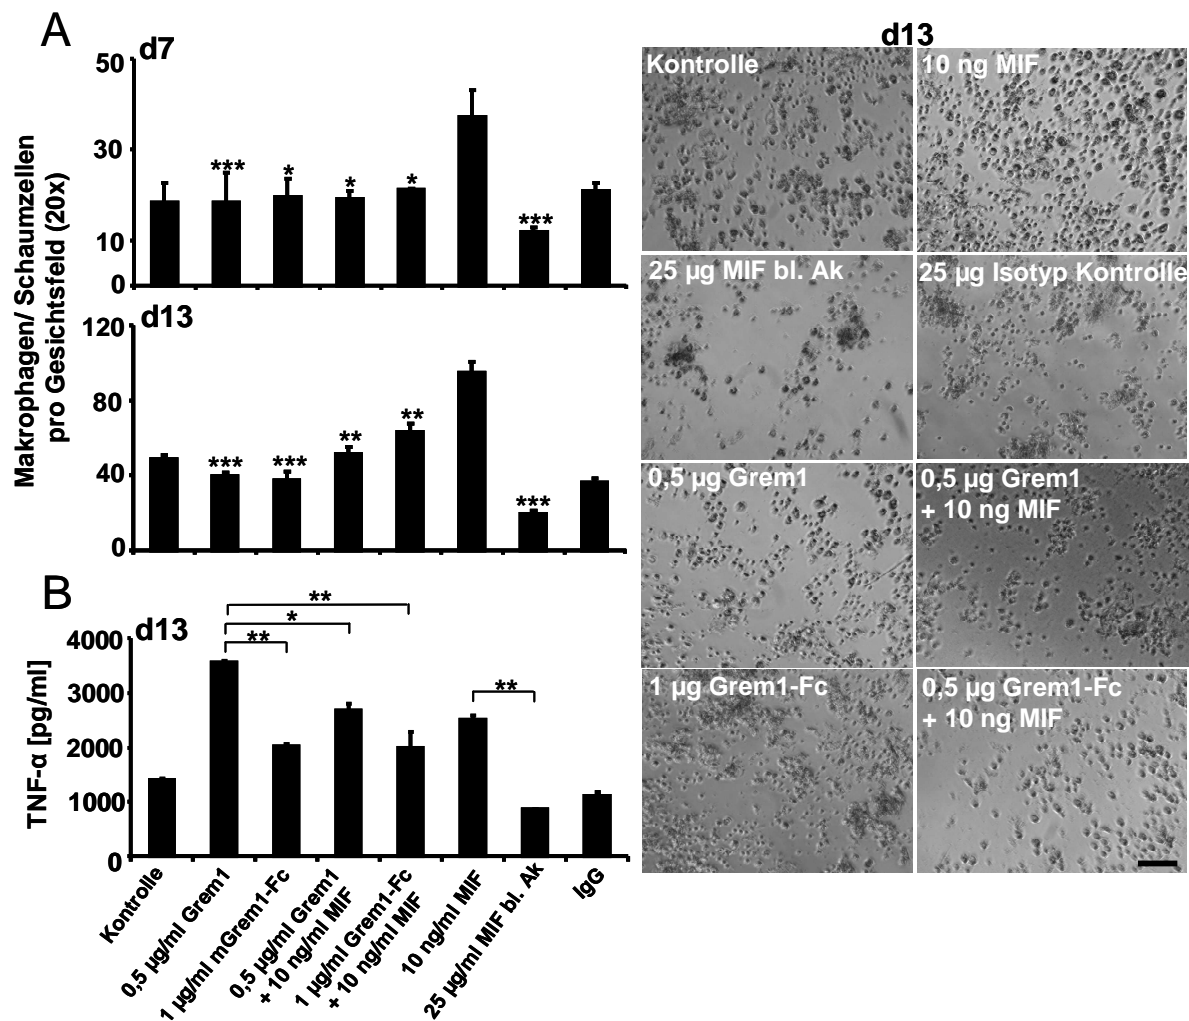 A
d7
50
30
10
0
Makrophagen/ Schaumzellen
pro Gesichtsfeld (20x)
***
*
*
*
***
d13
120
80
40
0
***
***
**
**
***
B
d13
4000
3000
2000
1000
0
TNF-α [pg/ml]
**
*
**
**
Kontrolle
0,5 µg/ml Grem1
1 µg/ml mGrem1-Fc
0,5 µg/ml Grem1
+ 10 ng/ml MIF
1 µg/ml Grem1-Fc
+ 10 ng/ml MIF
10 ng/ml MIF
25 µg/ml MIF bl. Ak
IgG
d13
Kontrolle
10 ng MIF
25 µg MIF bl. Ak
25 µg Isotyp Kontrolle
0,5 µg Grem1
0,5 µg Grem1
+ 10 ng MIF
1 µg Grem1-Fc
0,5 µg Grem1-Fc
+ 10 ng MIF